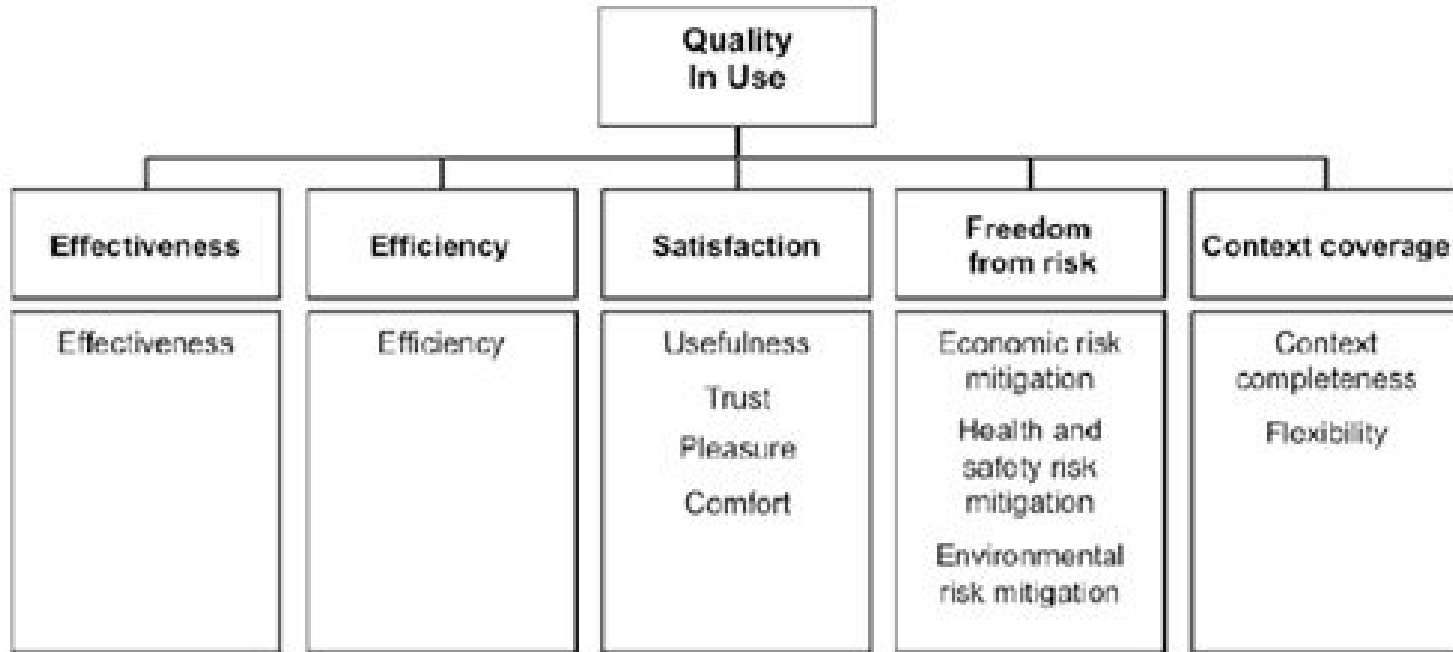 Quality
In Use
Effectiveness
Efficiency
Satisfaction
Freedom
from risk
Context coverage
Effectiveness
Efficiency
Usefulness
Trust
Pleasure
Comfort
Economic risk
mitigation
Health and
safety risk
mitigation
Environmental
risk mitigation
Context
completeness
Flexibility